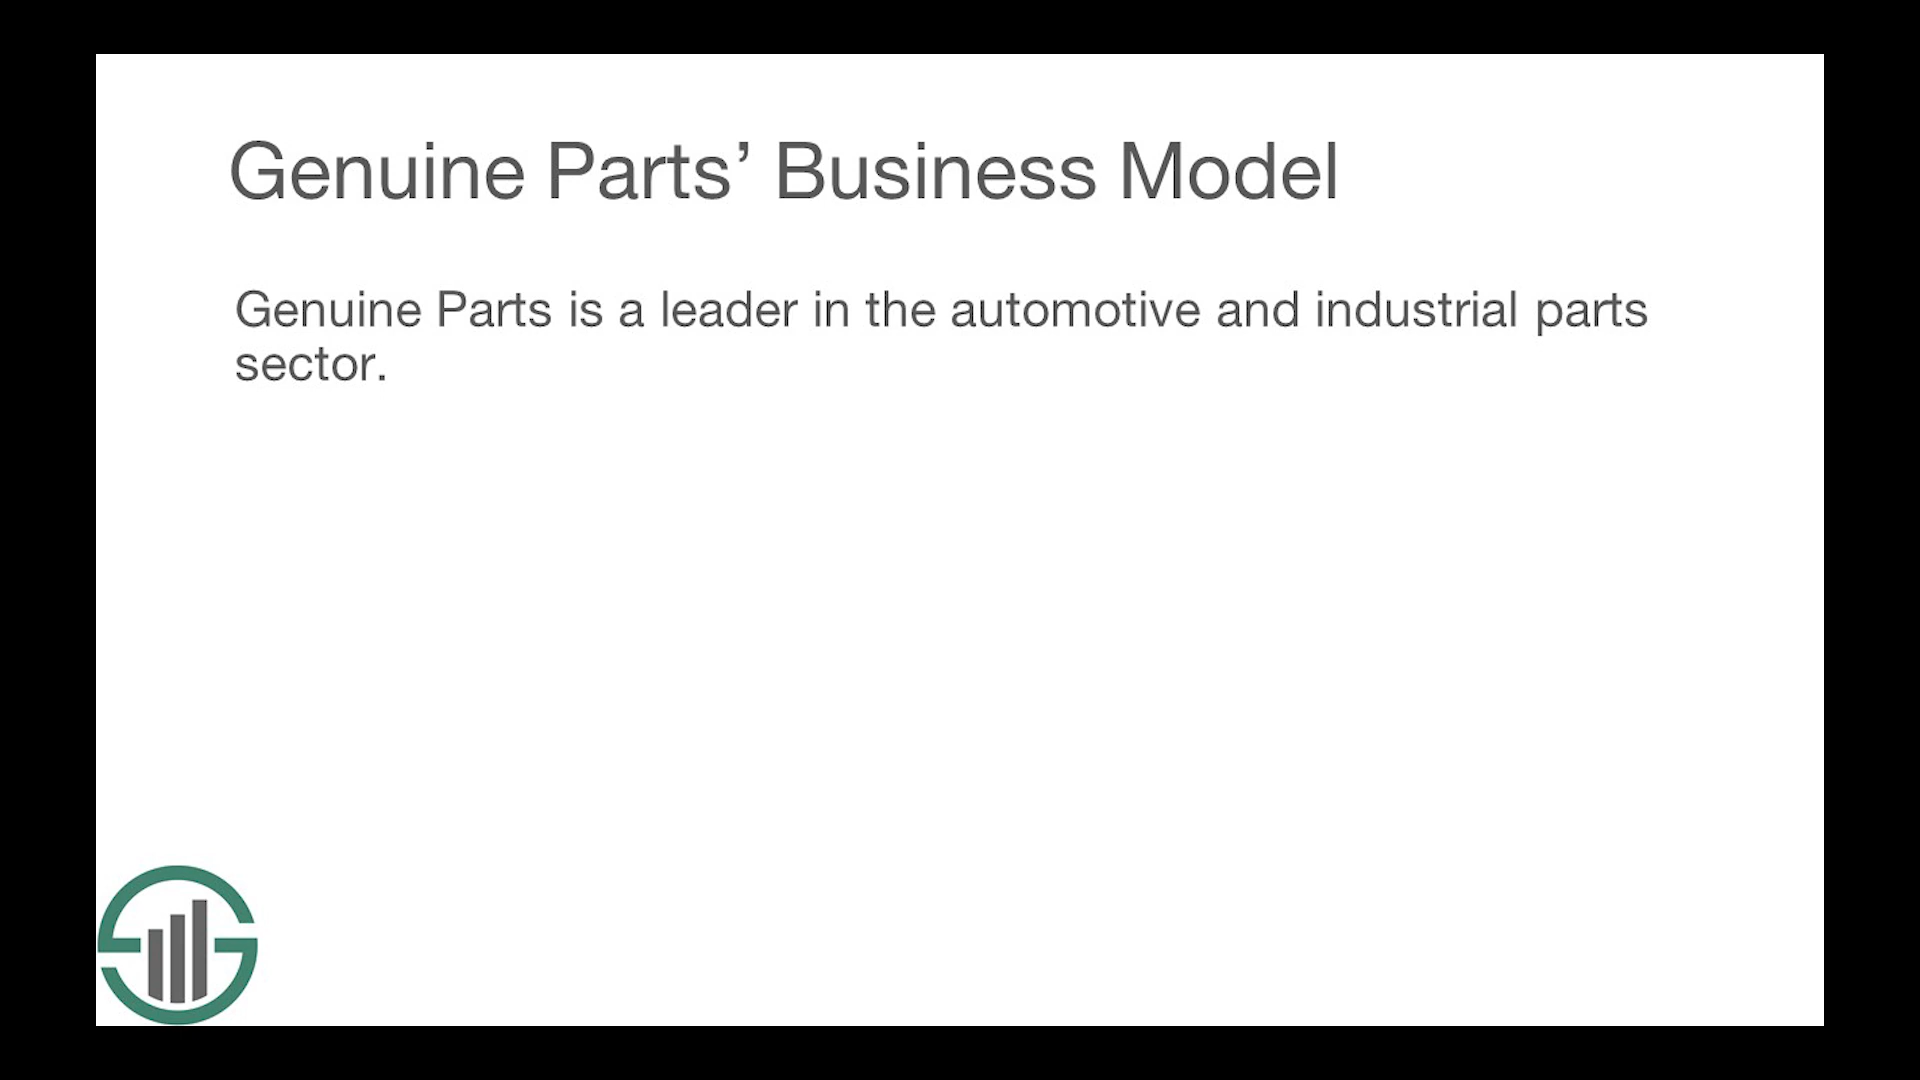 Genuine Parts’ Business Model
Genuine Parts is a leader in the automotive and industrial parts
sector.